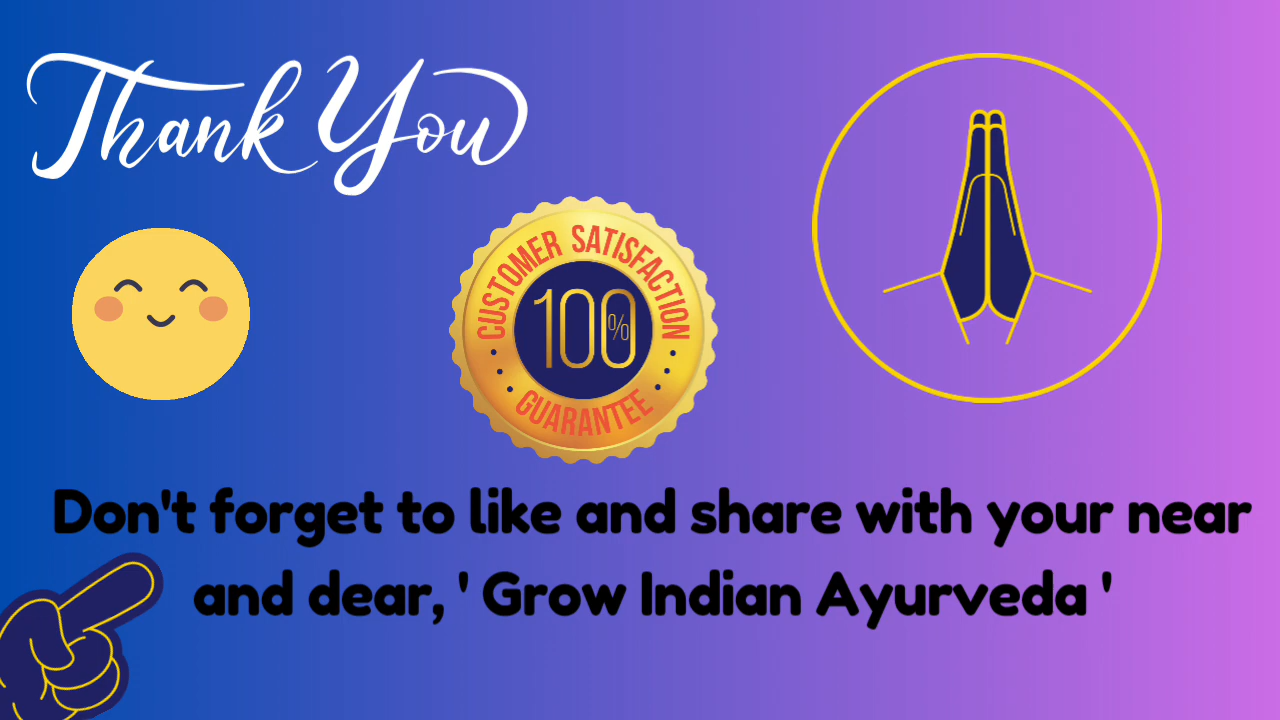 Thank You
CUSTOMER SATISFACTION
100%
GUARANTEE
Don't forget to like and share with your near
and dear, ' Grow Indian Ayurveda '